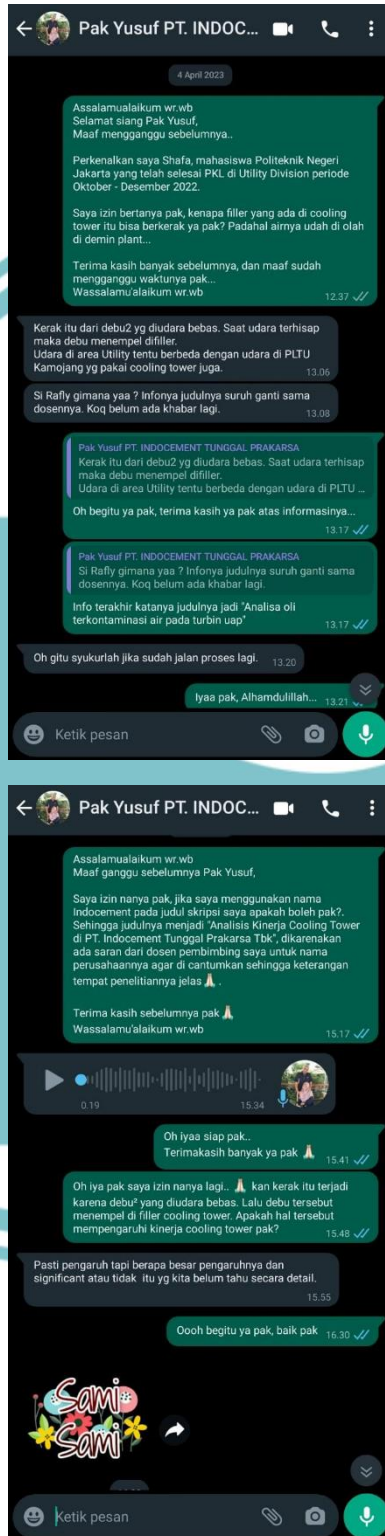 Pak Yusuf PT. INDOC...
4 April 2023
Assalamualaikum wr.wb
Selamat siang Pak Yusuf,
Maaf mengganggu sebelumnya..
Perkenalkan saya Shafa, mahasiswa Politeknik Negeri
Jakarta yang telah selesai PKL di Utility Division periode
Oktober - Desember 2022.
Saya izin bertanya pak, kenapa filler yang ada di cooling
tower itu bisa berkerak ya pak? Padahal airnya udah di olah
di demin plant...
Terima kasih banyak sebelumnya, dan maaf sudah
mengganggu waktunya pak...
Wassalamu'alaikum wr.wb
12.37
Kerak itu dari debu2 yg diudara bebas. Saat udara terhisap
maka debu menempel difiller.
Udara di area Utility tentu berbeda dengan udara di PLTU
Kamojang yg pakai cooling tower juga.
13.06
Si Rafly gimana yaa ? Infonya judulnya suruh ganti sama
dosennya. Koq belum ada khabar lagi.
13.08
Pak Yusuf PT. INDOCEMENT TUNGGAL PRAKARSA
Kerak itu dari debu2 yg diudara bebas. Saat udara terhisap
maka debu menempel difiller.
Udara di area Utility tentu berbeda dengan udara di PLTU ...
Oh begitu ya pak, terima kasih ya pak atas informasinya...
13.17
Pak Yusuf PT. INDOCEMENT TUNGGAL PRAKARSA
Si Rafly gimana yaa ? Infonya judulnya suruh ganti sama
dosennya. Koq belum ada khabar lagi.
Info terakhir katanya judulnya jadi "Analisa oli
terkontaminasi air pada turbin uap"
13.17
Oh gitu syukurlah jika sudah jalan proses lagi. 13.20
Iyaa pak, Alhamdulillah... 13.21
Ketik pesan
Pak Yusuf PT. INDOC...
Assalamualaikum wr.wb
Maaf ganggu sebelumnya Pak Yusuf,
Saya izin nanya pak, jika saya menggunakan nama
Indocement pada judul skripsi saya apakah boleh pak?.
Sehingga judulnya menjadi "Analisis Kinerja Cooling Tower
di PT. Indocement Tunggal Prakarsa Tbk", dikarenakan
ada saran dari dosen pembimbing saya untuk nama
perusahaannya agar di cantumkan sehingga keterangan
tempat penelitiannya jelas🙏🏻 .
Terima kasih sebelumnya pak 🙏🏻
Wassalamu'alaikum wr.wb
15.17
0.19 15.34
Oh iyaa siap pak..
Terimakasih banyak ya pak 🙏🏻 15.41
Oh iya pak saya izin nanya lagi.. 🙏🏻 kan kerak itu terjadi
karena debu² yang diudara bebas. Lalu debu tersebut
menempel di filler cooling tower. Apakah hal tersebut
mempengaruhi kinerja cooling tower pak?
15.48
Pasti pengaruh tapi berapa besar pengaruhnya dan
significant atau tidak itu yg kita belum tahu secara detail.
15.55
Oooh begitu ya pak, baik pak 16.30
Sami
Sami
Ketik pesan